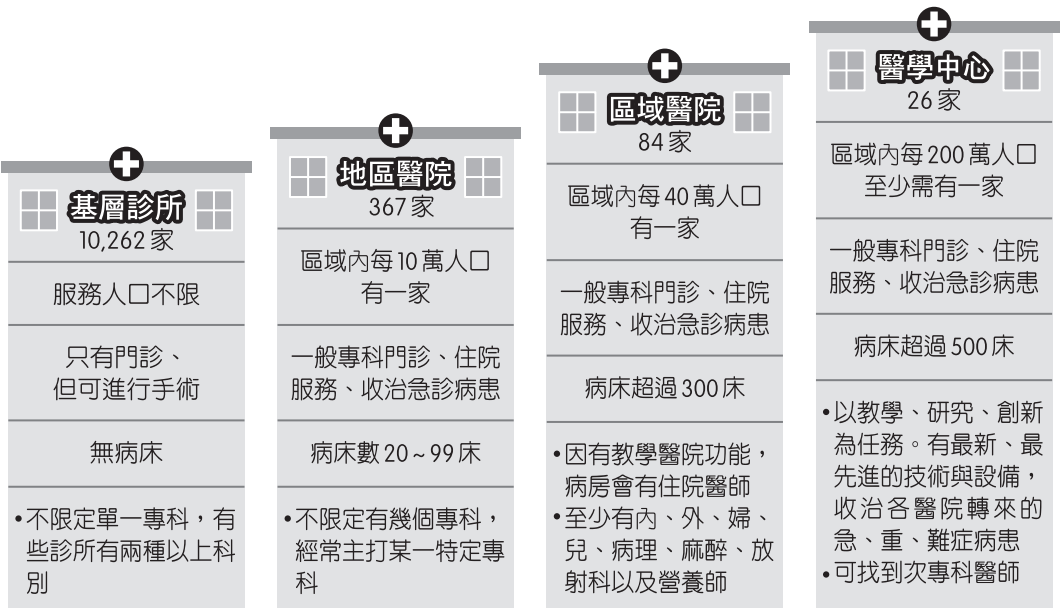 基層診所
10,262家
服務人口不限
只有門診、
但可進行手術
無病床
•不限定單一專科，有
些診所有兩種以上科
別
地區醫院
367家
區域內每10萬人口
有一家
一般專科門診、住院
服務、收治急診病患
病床數20~99床
•不限定有幾個專科，
經常主打某一特定專
科
區域醫院
84家
區域內每40萬人口
有一家
一般專科門診、住院
服務、收治急診病患
病床超過300床
•因有教學醫院功能，
病房會有住院醫師
•至少有內、外、婦、
兒、病理、麻醉、放
射科以及營養師
醫學中心
26家
區域內每200萬人口
至少需有一家
一般專科門診、住院
服務、收治急診病患
病床超過500床
•以教學、研究、創新
為任務。有最新、最
先進的技術與設備，
收治各醫院轉來的
急、重、難症病患
•可找到次專科醫師